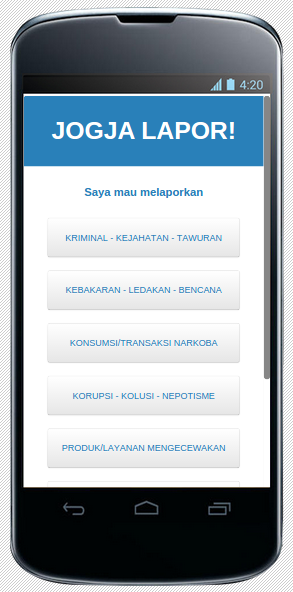 4:20
JOGJA LAPOR!
Saya mau melaporkan
KRIMINAL - KEJAHATAN - TAWURAN
KEBAKARAN - LEDAKAN - BENCANA
KONSUMSI/TRANSAKSI NARKOBA
KORUPSI - KOLUSI - NEPOTISME
PRODUK/LAYANAN MENGECEWAKAN